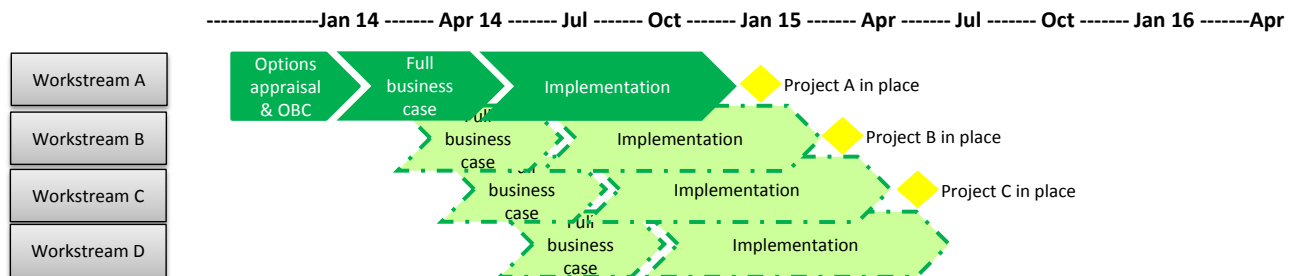 ----------------Jan 14 ------- Apr 14 ------- Jul ------- Oct ------- Jan 15 ------- Apr ------- Jul ------- Oct ------- Jan 16 -------Apr
Workstream A
Options
appraisal
& OBC
Full
business
case
Implementation
Project A in place
Workstream B
Full
business
case
Implementation
Project B in place
Workstream C
Full
business
case
Implementation
Project C in place
Workstream D
Full
business
case
Implementation